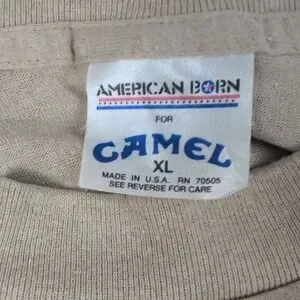 AMERICAN BORN
FOR
CAMEL
XL
MADE IN U.S.A. RN 70505
SEE REVERSE FOR CARE